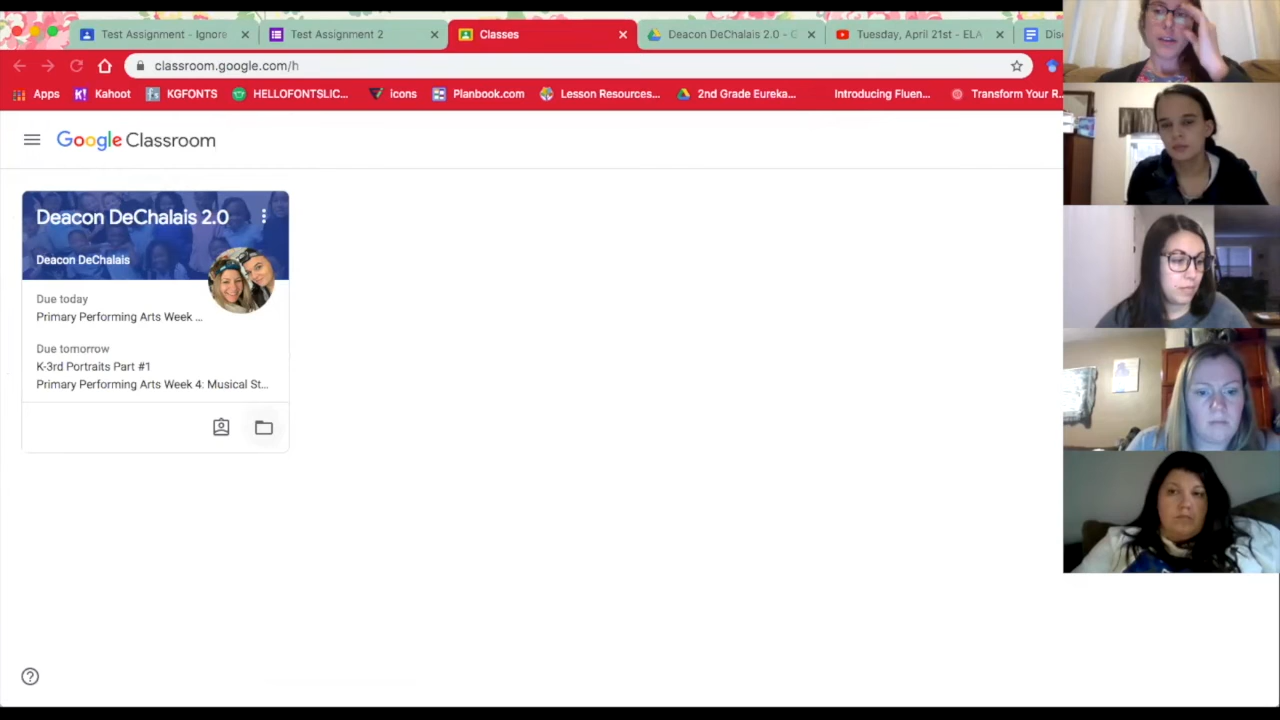 Test Assignment - Ignore
Test Assignment 2
Classes
Deacon DeChalais 2.0 - G
Tuesday, April 21st - ELA
classroom.google.com/h
Apps
K!
Kahoot
fs
KGFONTS
HELLOFONTSLIC...
icons
Planbook.com
Lesson Resources...
2nd Grade Eureka...
Introducing Fluen...
Transform Your R...
Google Classroom
Deacon DeChalais 2.0
Deacon DeChalais
Due today
Primary Performing Arts Week ...
Due tomorrow
K-3rd Portraits Part #1
Primary Performing Arts Week 4: Musical St...